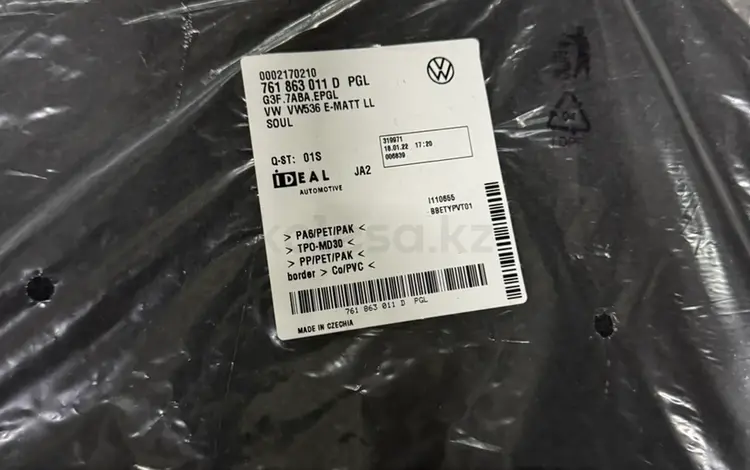 0002170210
761 863 011 D PGL
G3F.7ABA.EPGL
VW VW536 E-MATT LL
SOUL
Q-ST: 01S
310971
18.01.22 17:20
006839
IDEAL
AUTOMOTIVE
JA2
I110655
BBETYPVT01
> PA6/PET/PAK <
> TPO-MD30 <
> PP/PET/PAK <
border > Co/PVC <
761 863 011 D PGL
MADE IN CZECHIA